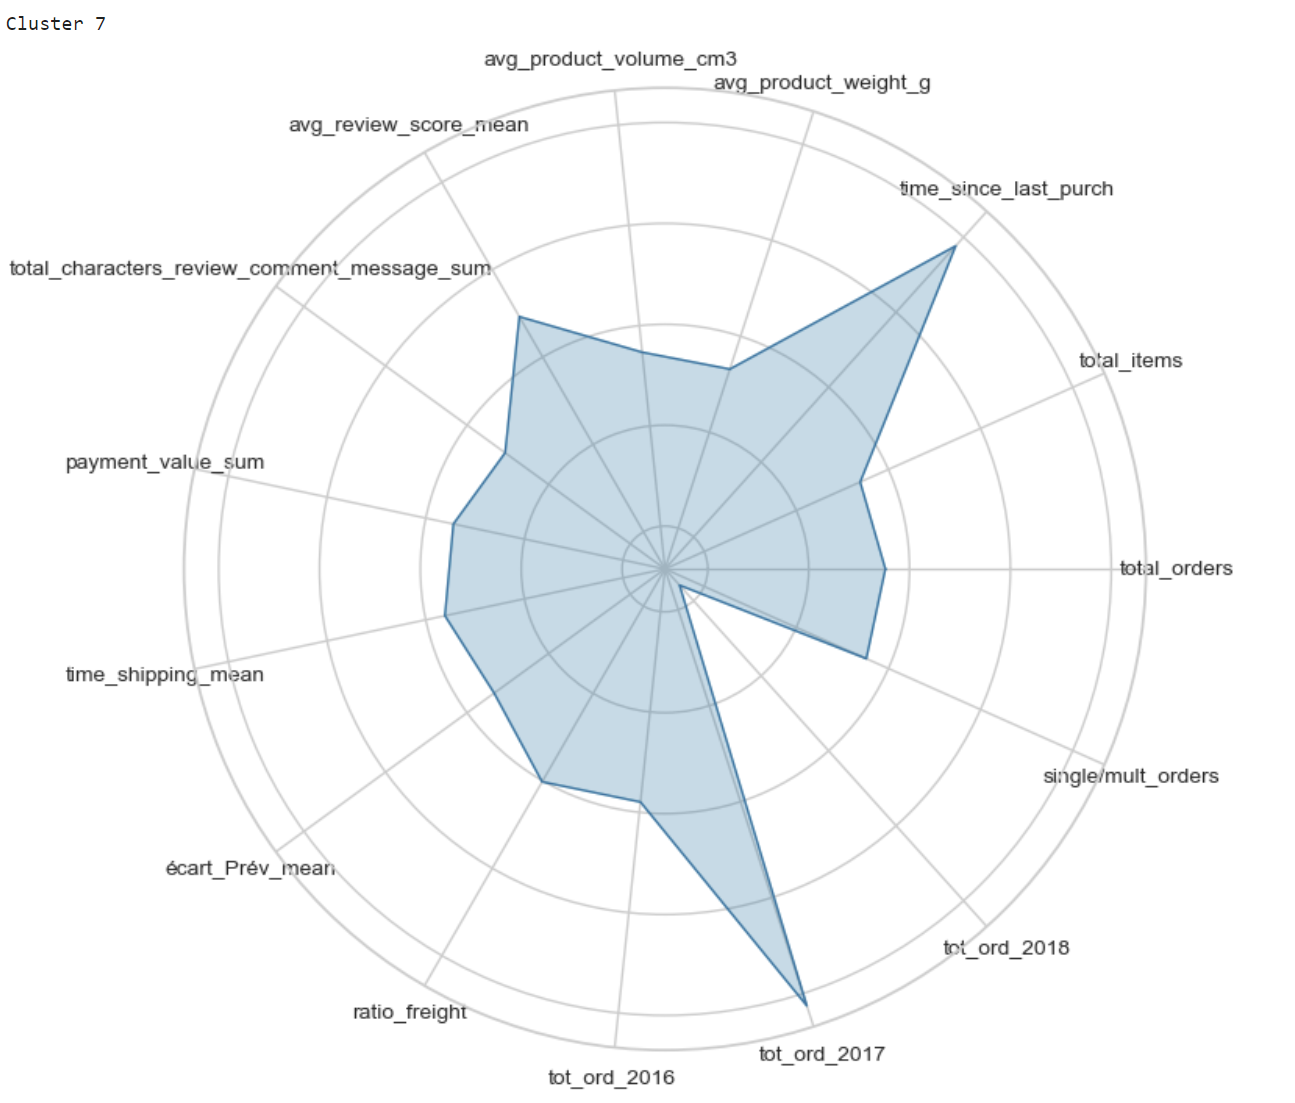 Cluster 7
avg_product_volume_cm3
avg_product_weight_g
avg_review_score_mean
time_since_last_purch
total_characters_review_comment_message_sum
total_items
payment_value_sum
total_orders
time_shipping_mean
single/mult_orders
écart_Prév_mean
tot_ord_2018
ratio_freight
tot_ord_2017
tot_ord_2016